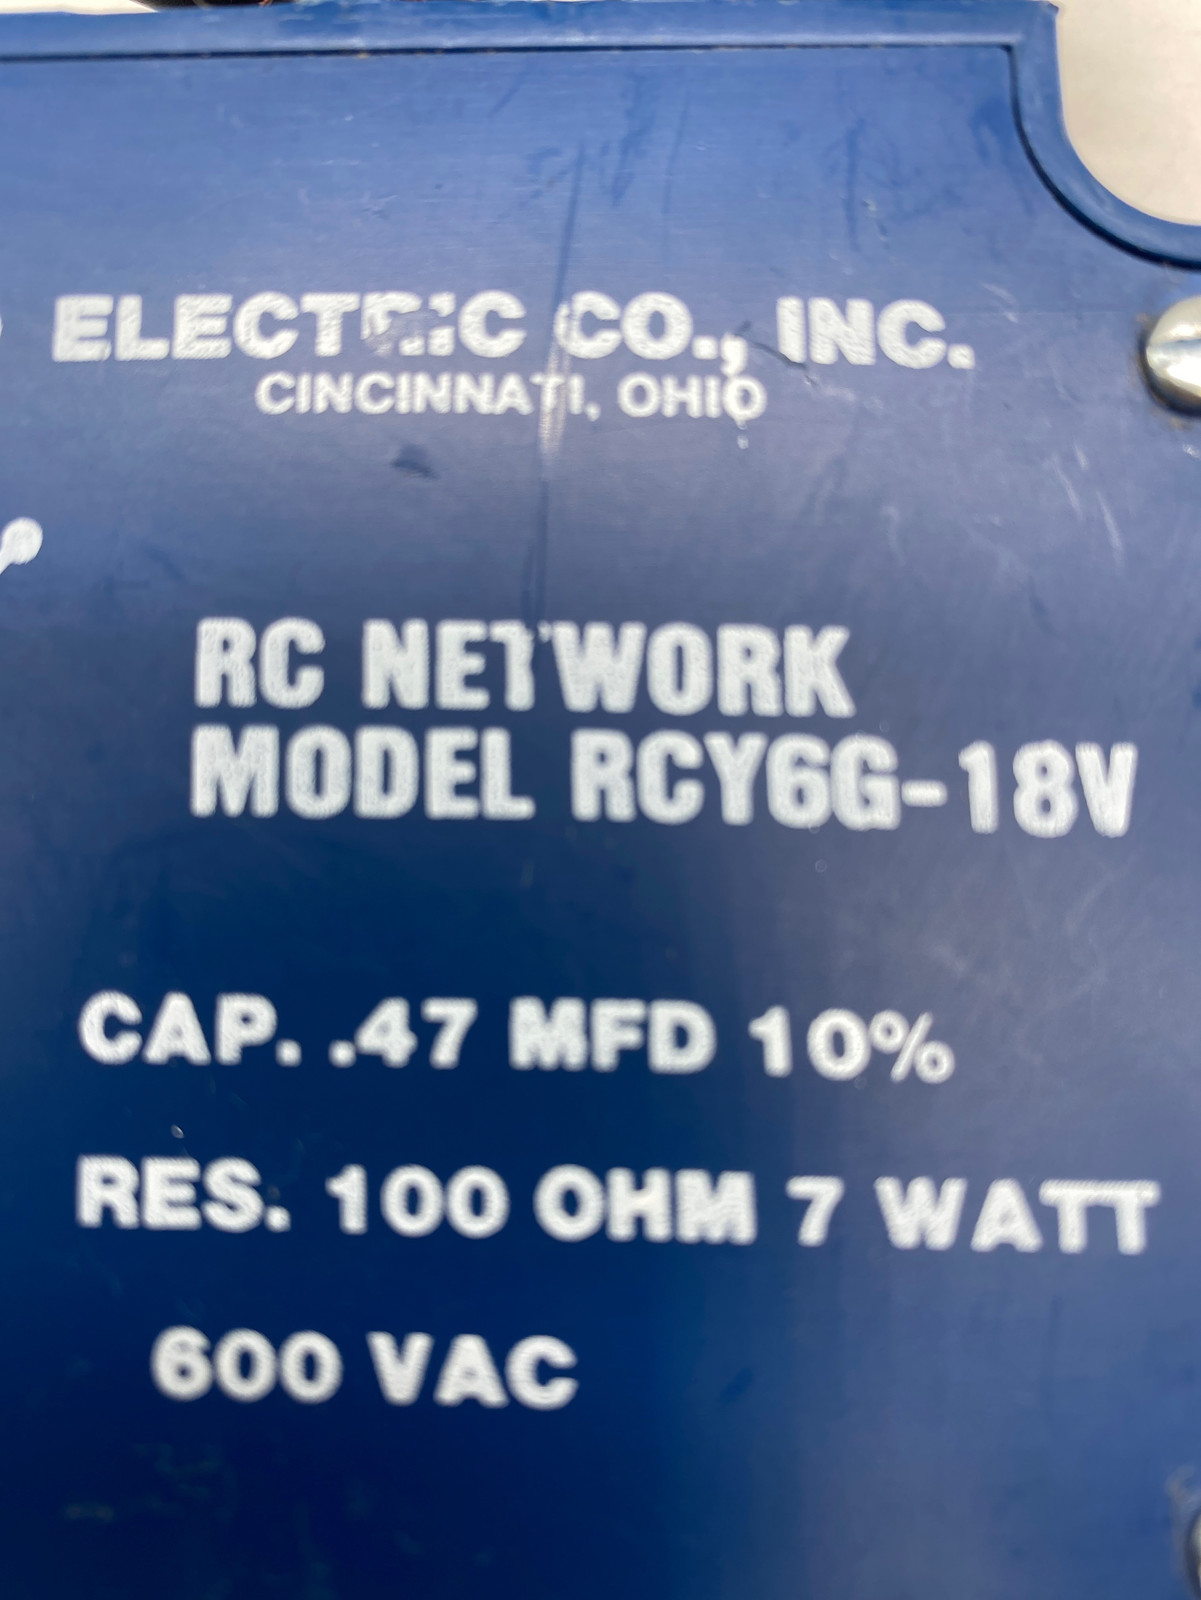 ELECTRIC CO., INC.
CINCINNATI, OHIO
RC NETWORK
MODEL RCY6G-18V
CAP. .47 MFD 10%
RES. 100 OHM 7 WATT
600 VAC